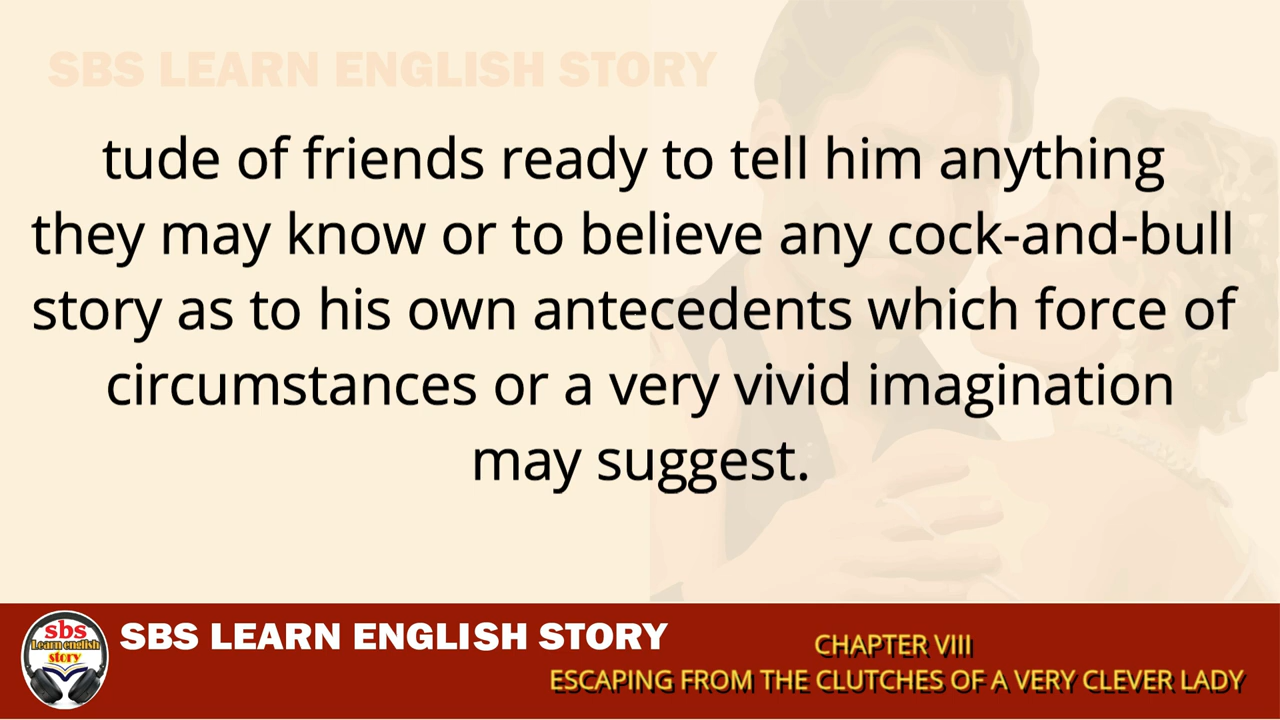 SBS LEARN ENGLISH STORY
tude of friends ready to tell him anything
they may know or to believe any cock-and-bull
story as to his own antecedents which force of
circumstances or a very vivid imagination
may suggest.
sbs
Learn english
story
SBS LEARN ENGLISH STORY
CHAPTER VIII
ESCAPING FROM THE CLUTCHES OF A VERY CLEVER LADY